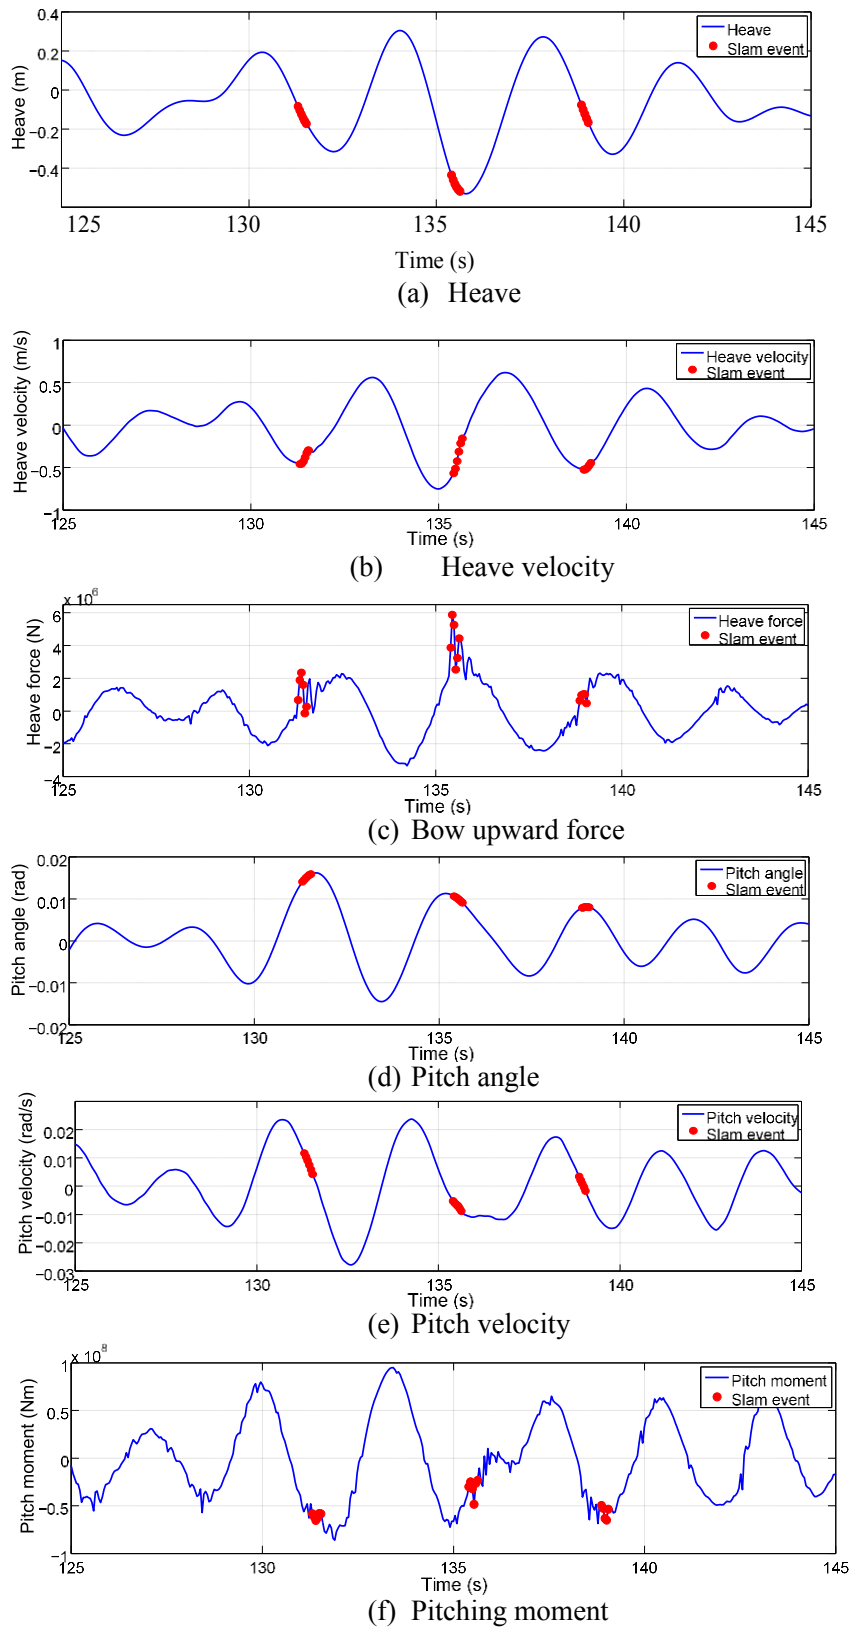 0.4
0.2
0
−0.2
−0.4
Heave (m)
Heave
Slam event
125 130 135 140 145
Time (s)
(a) Heave
1
0.5
0
−0.5
−1
Heave velocity (m/s)
Heave velocity
Slam event
125 130 135 140 145
Time (s)
(b) Heave velocity
x 10⁶
6
4
2
0
−2
−4
Heave force (N)
Heave force
Slam event
125 130 135 140 145
Time (s)
(c) Bow upward force
0.02
0.01
0
−0.01
−0.02
Pitch angle (rad)
Pitch angle
Slam event
125 130 135 140 145
Time (s)
(d) Pitch angle
0.02
0.01
0
−0.01
−0.02
−0.03
Pitch velocity (rad/s)
Pitch velocity
Slam event
125 130 135 140 145
Time (s)
(e) Pitch velocity
x 10⁸
1
0.5
0
−0.5
−1
Pitch moment (Nm)
Pitch moment
Slam event
125 130 135 140 145
Time (s)
(f) Pitching moment